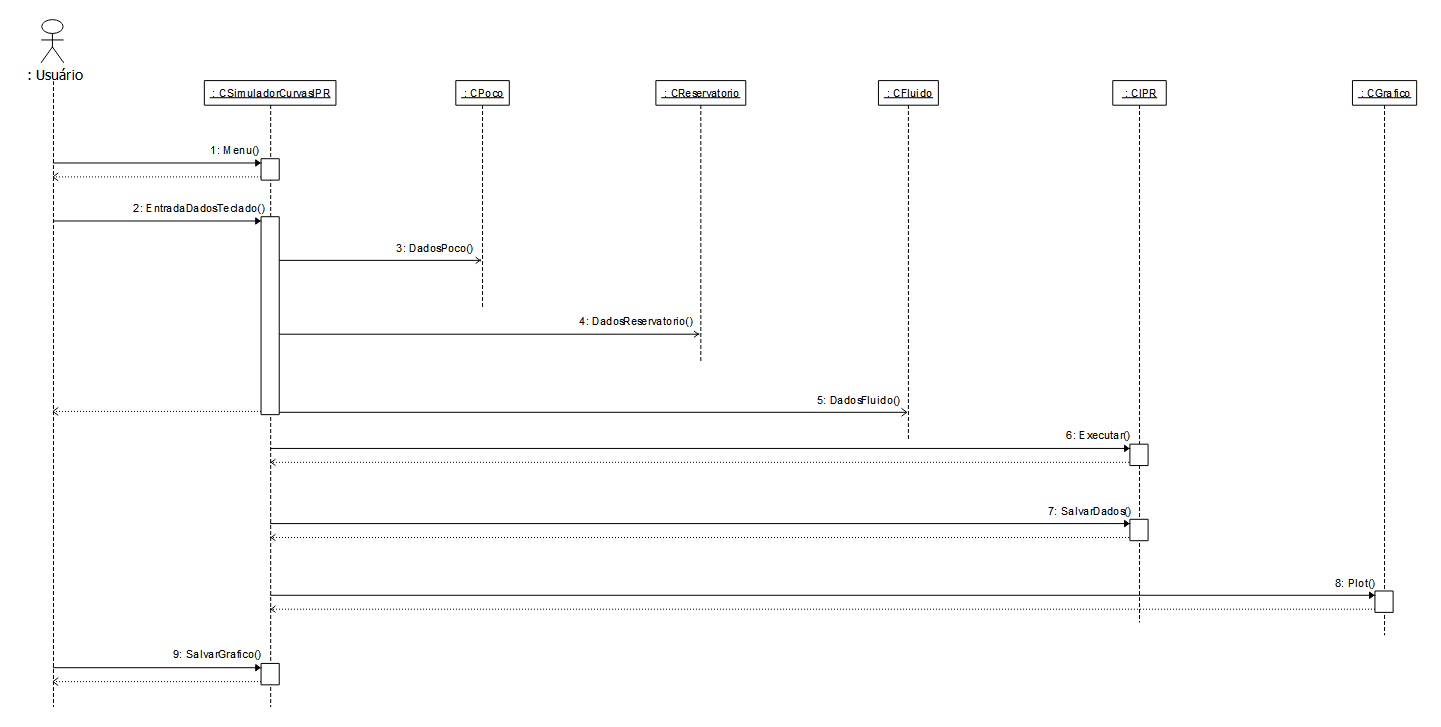 : Usuário
: CSimuladorCurvasIPR
: CPoco
: CReservatorio
: CFluido
: CIPR
: CGrafico
1: Menu()
2: EntradaDadosTeclado()
3: DadosPoco()
4: DadosReservatorio()
5: DadosFluido()
6: Executar()
7: SalvarDados()
8: Plot()
9: SalvarGrafico()